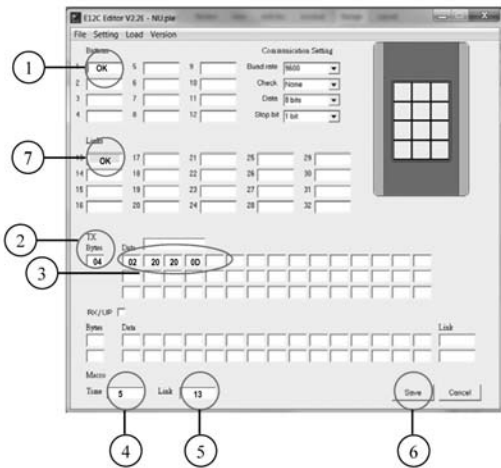 E12C Editor V2.2E - NU.pie
File Setting Load Version
Buttons Communication Setting
1 OK 5 9 Baud rate 9600
2 6 10 Check None
3 7 11 Data 8 bits
4 8 12 Stop bit 1 bit
Links
13 OK 17 21 25 29
14 18 22 26 30
15 19 23 27 31
16 20 24 28 32
TX
Bytes Data
04 02 20 20 0D
RX/UP
Bytes Data Link
Macro
Time 5 Link 13 Save Cancel
1
7
2
3
4 5 6